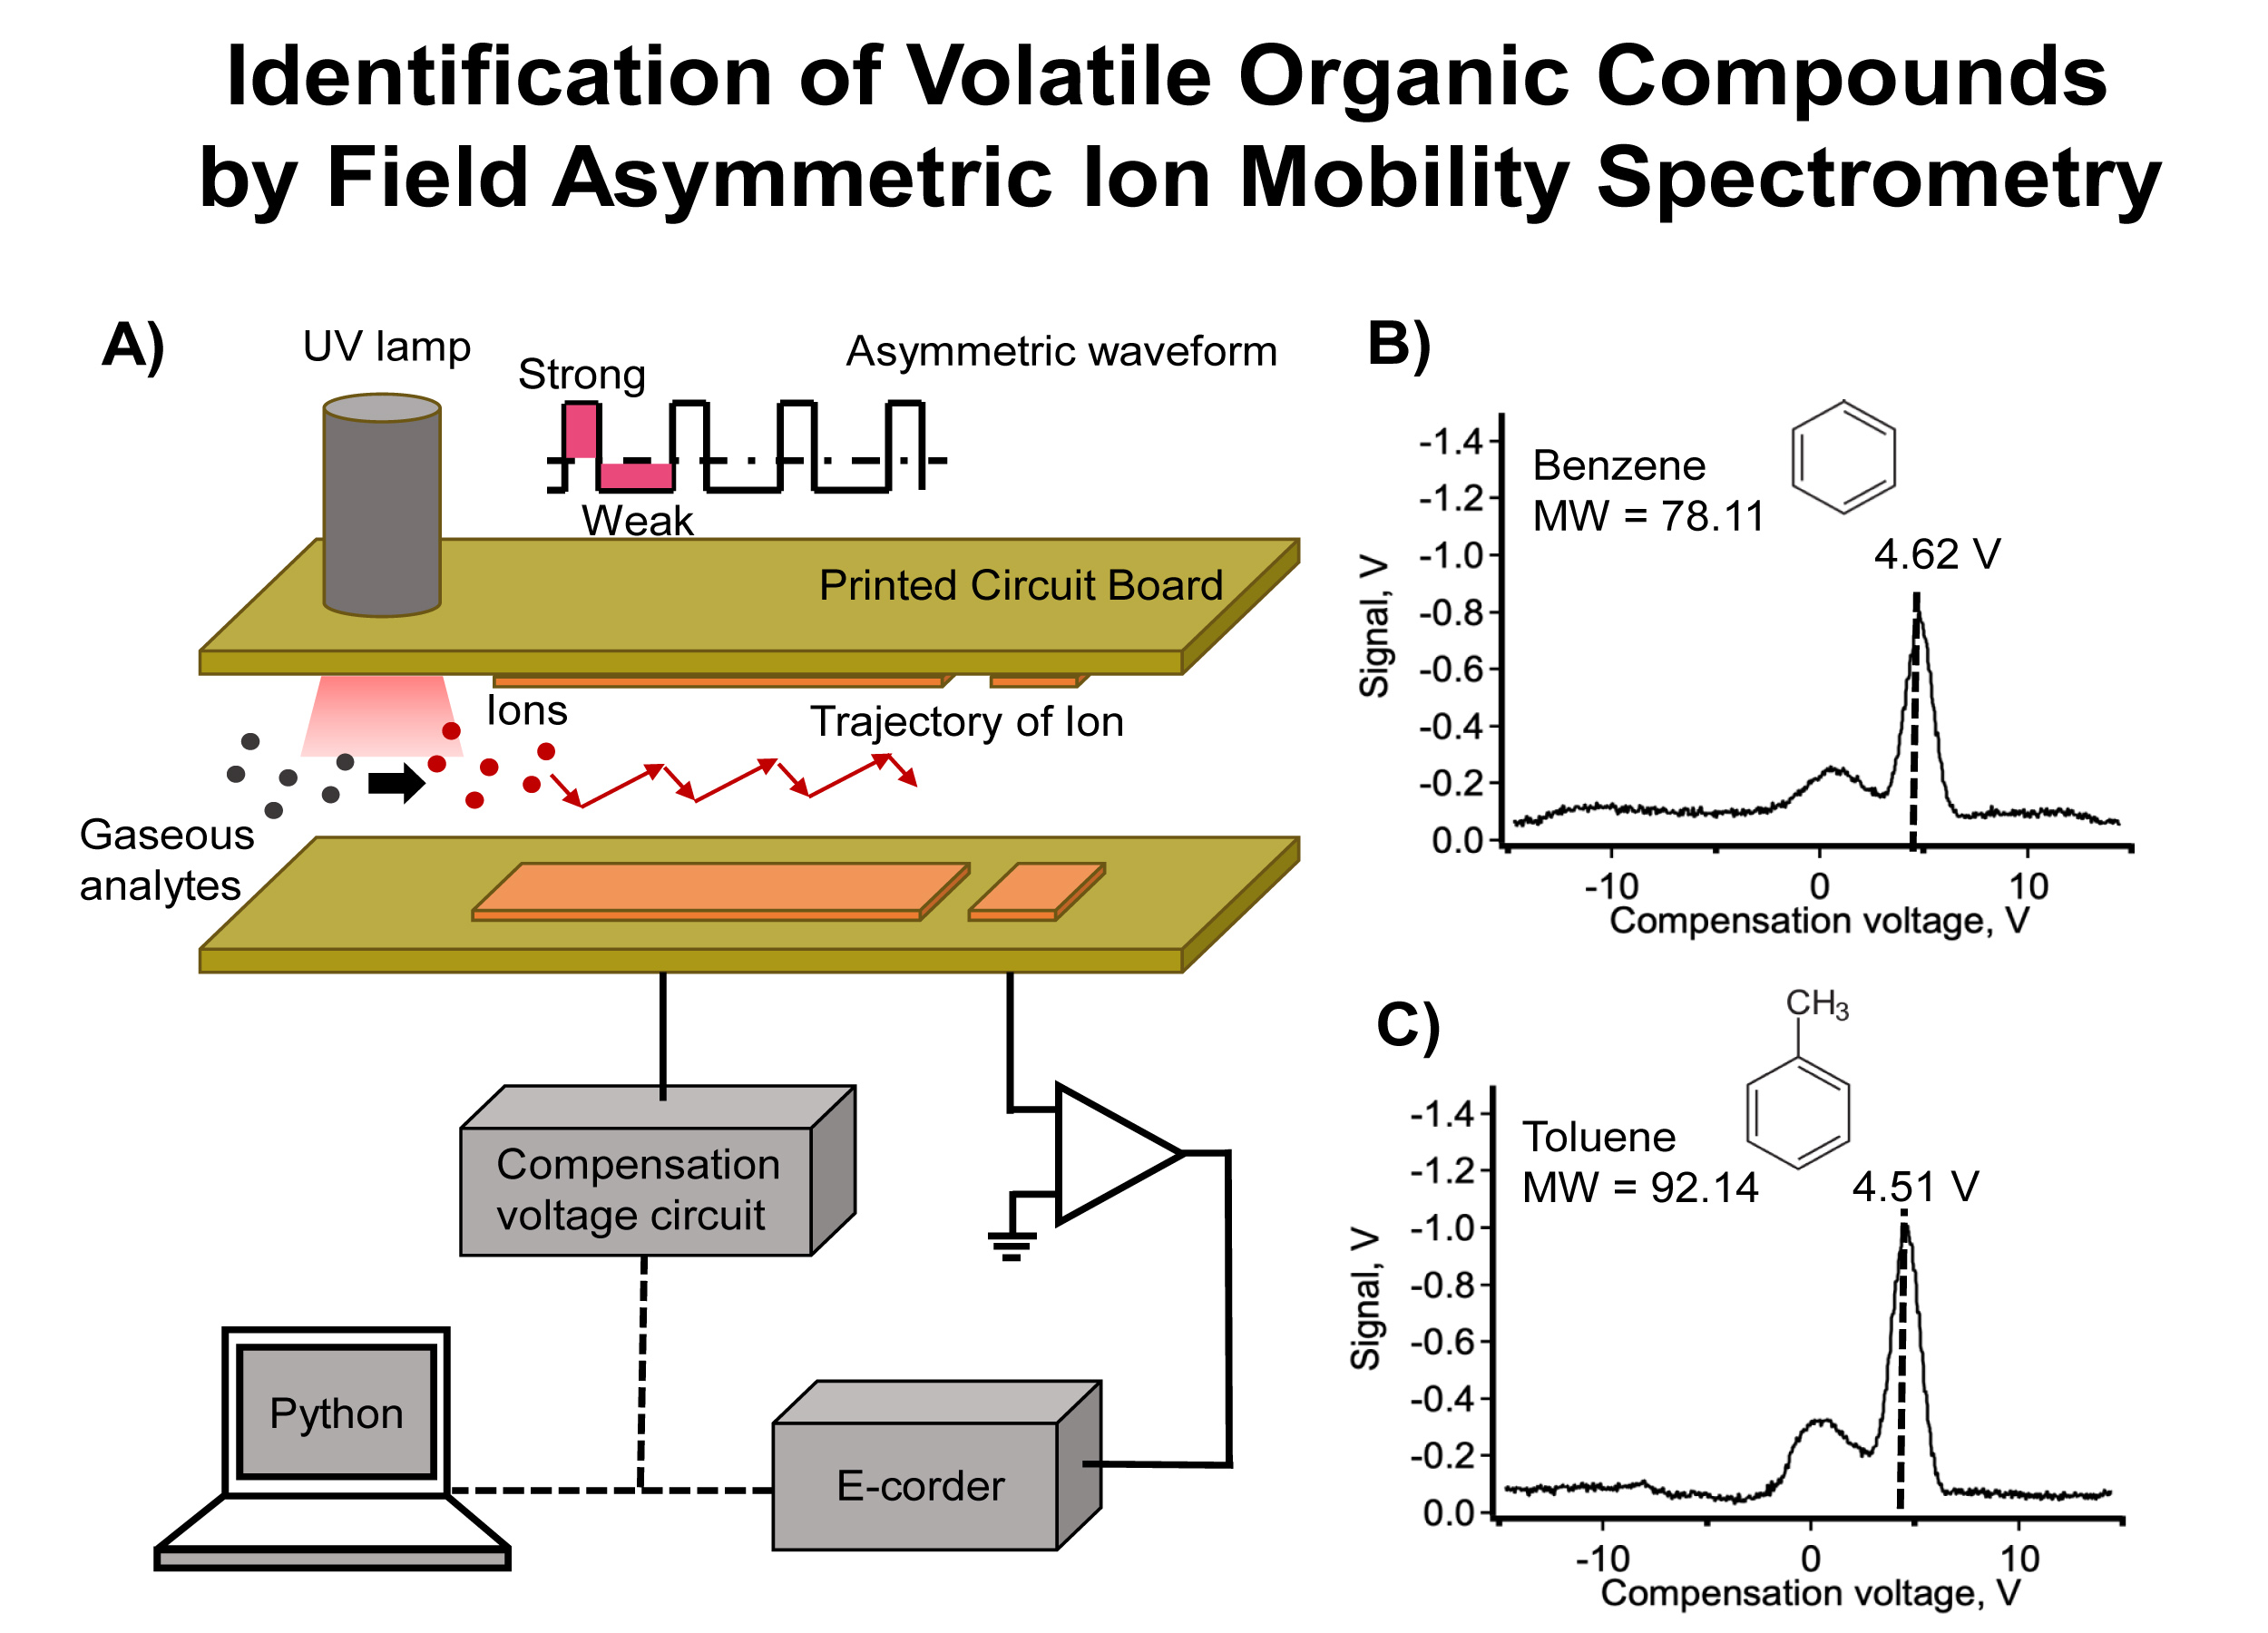 Identification of Volatile Organic Compounds
by Field Asymmetric Ion Mobility Spectrometry
A)
UV lamp
Strong
Asymmetric waveform
Weak
Printed Circuit Board
Ions
Trajectory of Ion
Gaseous
analytes
Compensation
voltage circuit
Python
E-corder
B)
Benzene
MW = 78.11
4.62 V
Signal, V
-1.4
-1.2
-1.0
-0.8
-0.6
-0.4
-0.2
0.0
-10 0 10
Compensation voltage, V
C)
CH3
Toluene
MW = 92.14
4.51 V
Signal, V
-1.4
-1.2
-1.0
-0.8
-0.6
-0.4
-0.2
0.0
-10 0 10
Compensation voltage, V